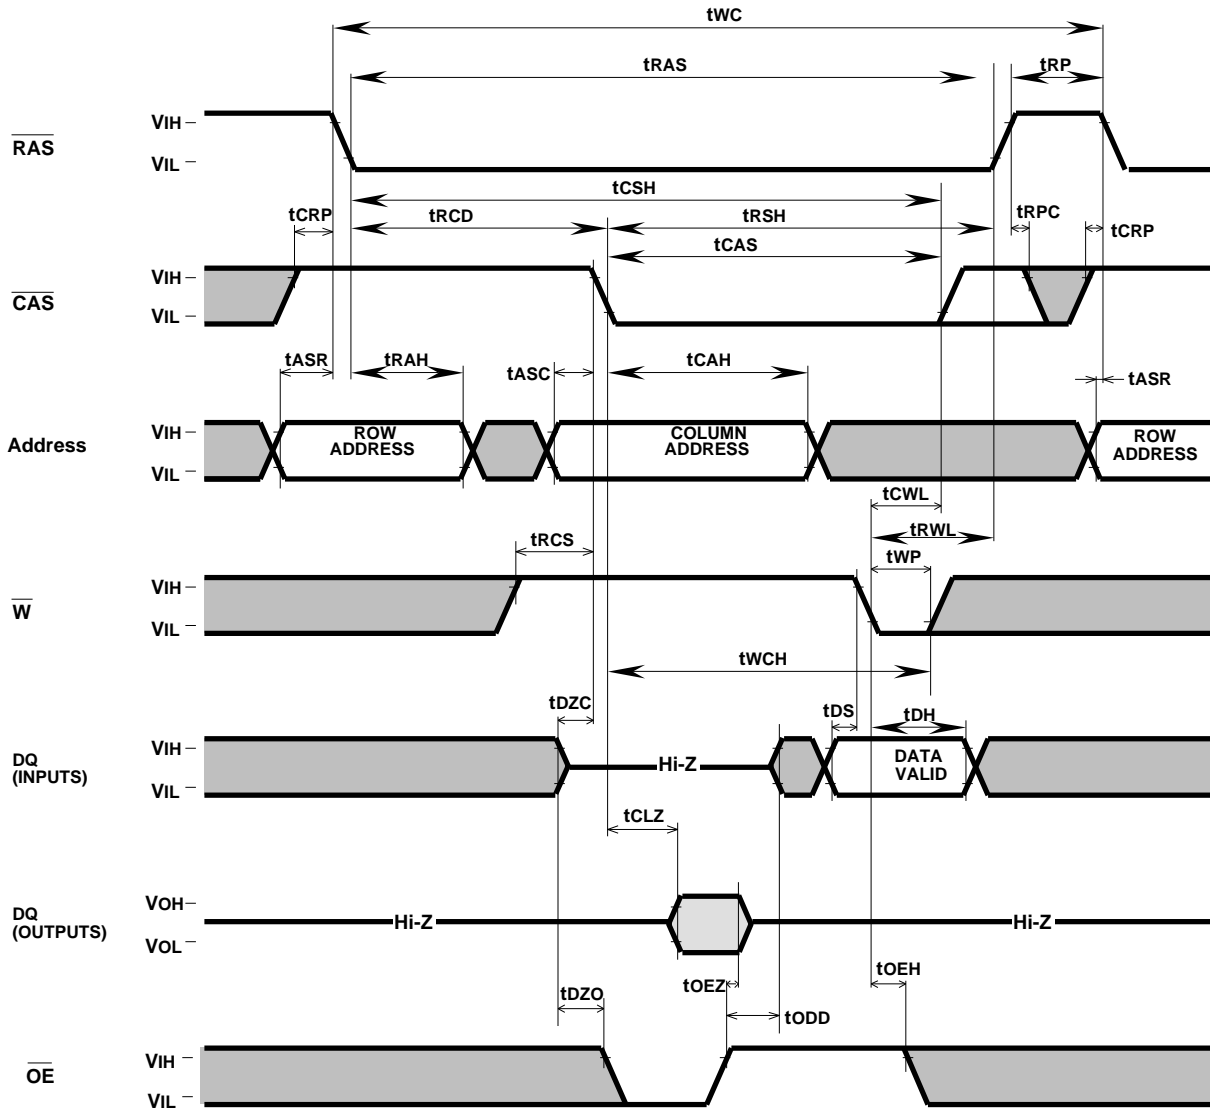 tWC
tRAS
tRP
RAS
VIH
VIL
tCSH
tCRP
tRCD
tRSH
tRPC
tCRP
tCAS
CAS
VIH
VIL
tASR
tRAH
tASC
tCAH
tASR
Address
VIH
VIL
ROW
ADDRESS
COLUMN
ADDRESS
ROW
ADDRESS
tCWL
tRCS
tRWL
tWP
W
VIH
VIL
tWCH
tDZC
tDS
tDH
DQ
(INPUTS)
VIH
VIL
Hi-Z
DATA
VALID
tCLZ
DQ
(OUTPUTS)
VOH
VOL
Hi-Z
Hi-Z
tDZO
tOEZ
tODD
tOEH
OE
VIH
VIL